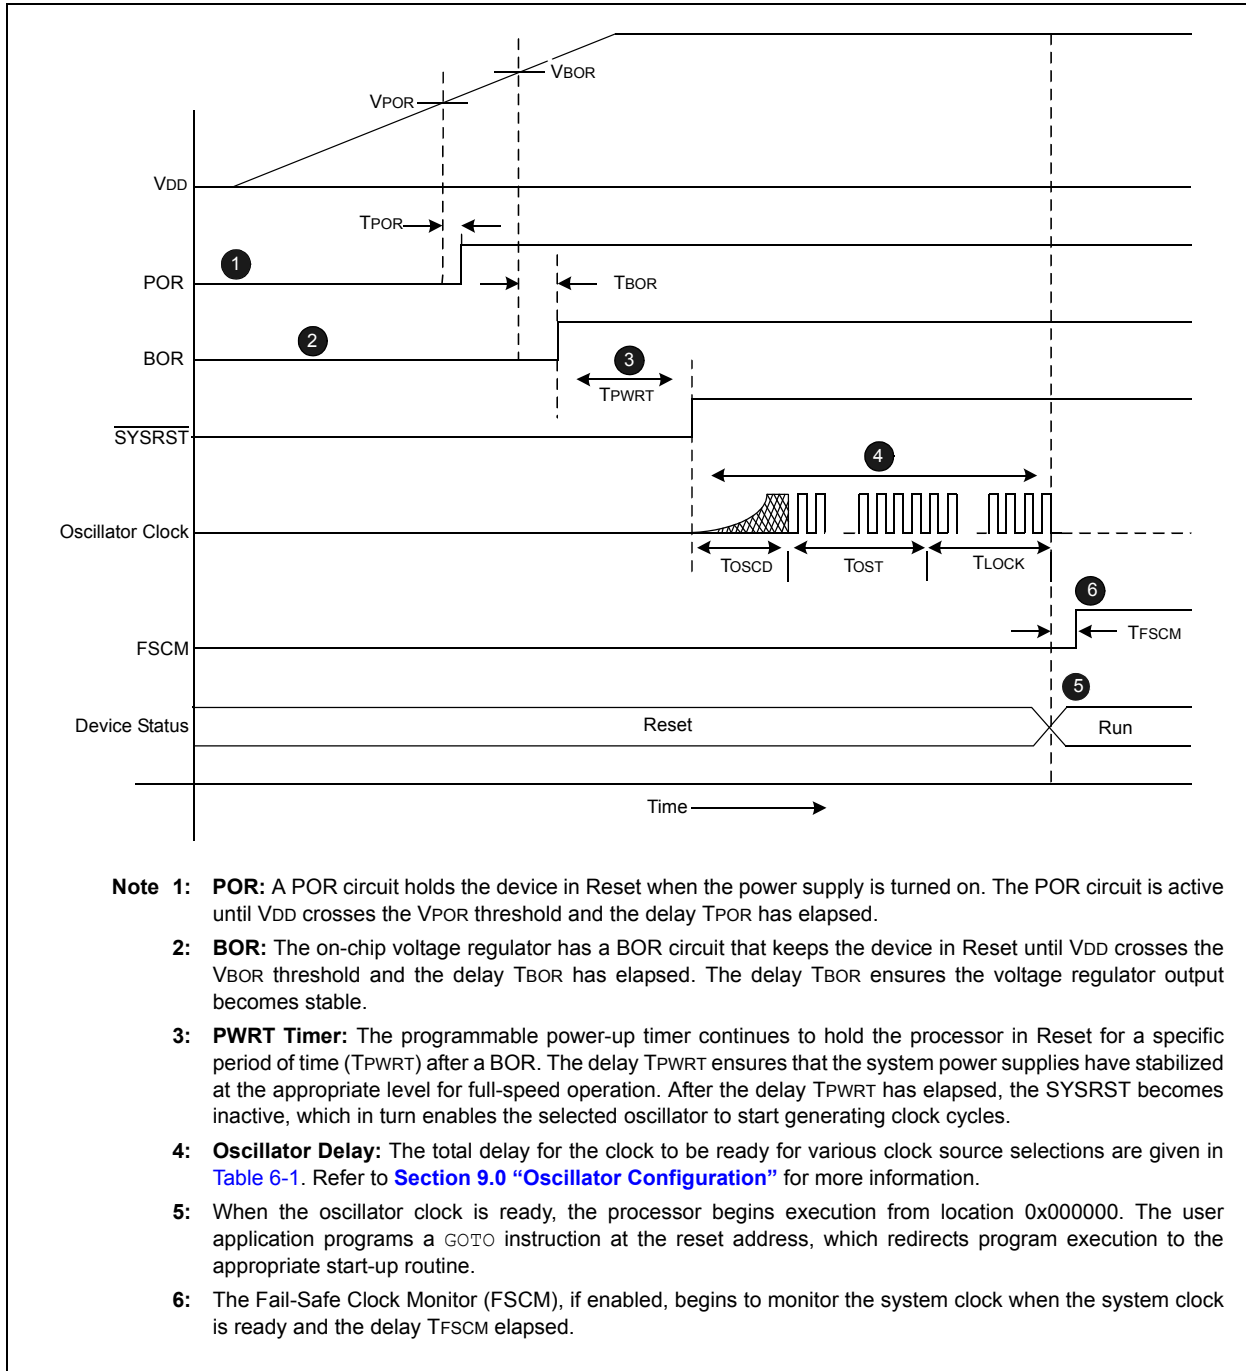 VBOR
VPOR
VDD
TPOR
1
POR
TBOR
2
BOR
3
TPWRT
SYSRST
4
Oscillator Clock
TOSCD
TOST
TLOCK
6
FSCM
TFSCM
5
Device Status
Reset
Run
Time
Note 1: POR: A POR circuit holds the device in Reset when the power supply is turned on. The POR circuit is active
until VDD crosses the VPOR threshold and the delay TPOR has elapsed.
2: BOR: The on-chip voltage regulator has a BOR circuit that keeps the device in Reset until VDD crosses the
VBOR threshold and the delay TBOR has elapsed. The delay TBOR ensures the voltage regulator output
becomes stable.
3: PWRT Timer: The programmable power-up timer continues to hold the processor in Reset for a specific
period of time (TPWRT) after a BOR. The delay TPWRT ensures that the system power supplies have stabilized
at the appropriate level for full-speed operation. After the delay TPWRT has elapsed, the SYSRST becomes
inactive, which in turn enables the selected oscillator to start generating clock cycles.
4: Oscillator Delay: The total delay for the clock to be ready for various clock source selections are given in
Table 6-1. Refer to Section 9.0 “Oscillator Configuration” for more information.
5: When the oscillator clock is ready, the processor begins execution from location 0x000000. The user
application programs a GOTO instruction at the reset address, which redirects program execution to the
appropriate start-up routine.
6: The Fail-Safe Clock Monitor (FSCM), if enabled, begins to monitor the system clock when the system clock
is ready and the delay TFSCM elapsed.